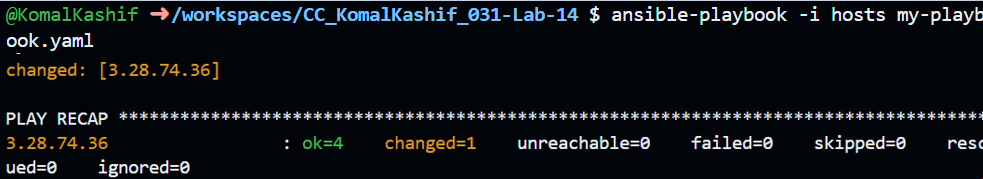 @KomalKashif ➜/workspaces/CC_KomalKashif_031-Lab-14 $ ansible-playbook -i hosts my-playb
ook.yaml
changed: [3.28.74.36]
PLAY RECAP *************************************************************************************
3.28.74.36                 : ok=4    changed=1    unreachable=0    failed=0    skipped=0    resc
ued=0    ignored=0